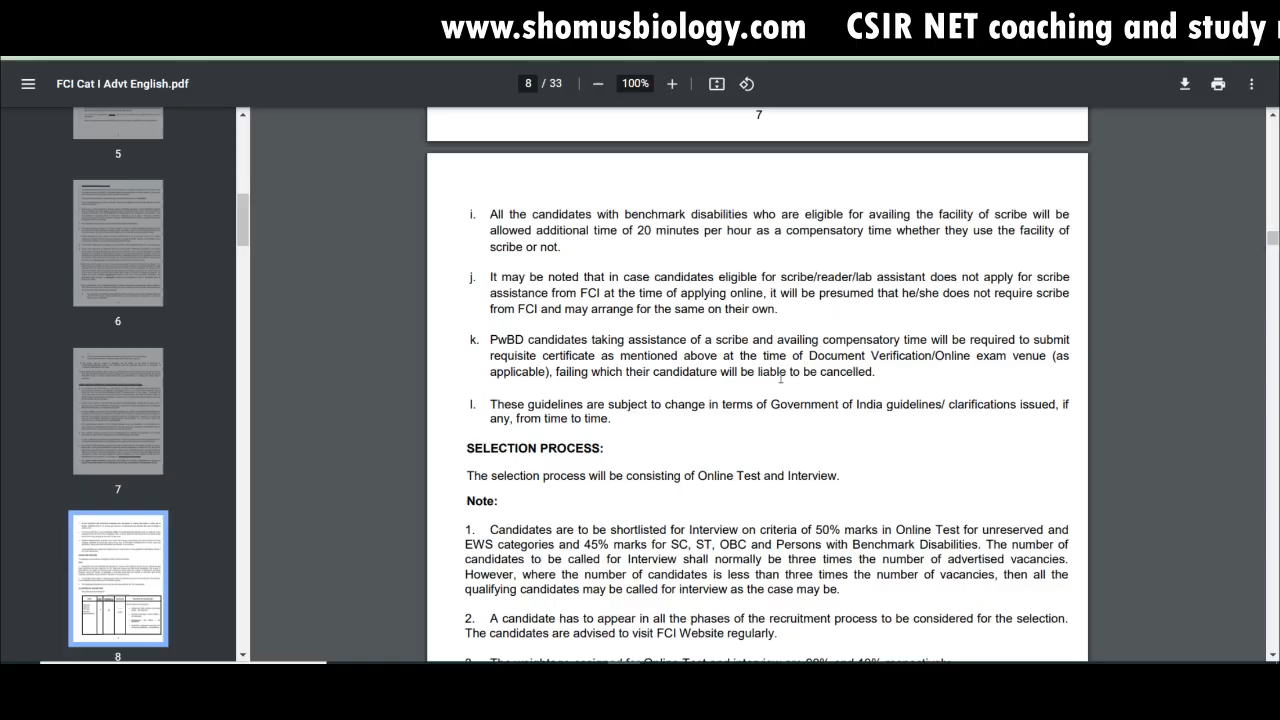 www.shomusbiology.com CSIR NET coaching and study
FCI Cat I Advt English.pdf
8 / 33
100%
5
6
7
8
7
i. All the candidates with benchmark disabilities who are eligible for availing the facility of scribe will be
allowed additional time of 20 minutes per hour as a compensatory time whether they use the facility of
scribe or not.
j. It may be noted that in case candidates eligible for scribe/reader/lab assistant does not apply for scribe
assistance from FCI at the time of applying online, it will be presumed that he/she does not require scribe
from FCI and may arrange for the same on their own.
k. PwBD candidates taking assistance of a scribe and availing compensatory time will be required to submit
requisite certificate as mentioned above at the time of Document Verification/Online exam venue (as
applicable), failing which their candidature will be liable to be cancelled.
l. These guidelines are subject to change in terms of Government of India guidelines/ clarifications issued, if
any, from time to time.
SELECTION PROCESS:
The selection process will be consisting of Online Test and Interview.
Note:
1. Candidates are to be shortlisted for Interview on criteria of 50% marks in Online Test for unreserved and
EWS categories and 45% marks for SC, ST, OBC and Persons with Benchmark Disabilities. The number of
candidates to be called for Interview shall normally be three times the number of advertised vacancies.
However, where the number of candidates is less than three times the number of vacancies, then all the
qualifying candidates may be called for interview as the case may be.
2. A candidate has to appear in all the phases of the recruitment process to be considered for the selection.
The candidates are advised to visit FCI Website regularly.